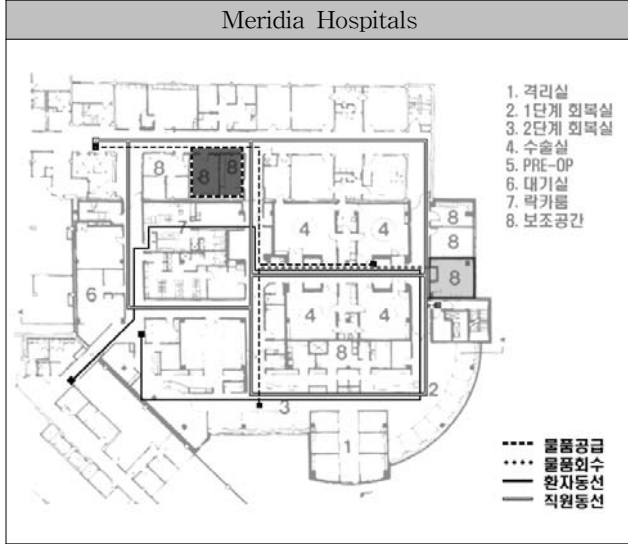 Meridia Hospitals
1. 격리실
2. 1단계 회복실
3. 2단계 회복실
4. 수술실
5. PRE-OP
6. 대기실
7. 락카룸
8. 보조공간
8
8
8
7
4
4
8
8
8
6
4
4
8
2
3
1
물품공급
물품회수
환자동선
직원동선